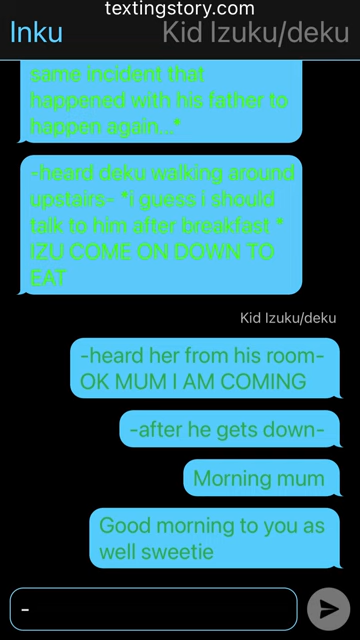 textingstory.com
Inku
Kid Izuku/deku
same incident that
happened with his father to
happen again...*
-heard deku walking around
upstairs- *i guess i should
talk to him after breakfast *
IZU COME ON DOWN TO
EAT
Kid Izuku/deku
-heard her from his room-
OK MUM I AM COMING
-after he gets down-
Morning mum
Good morning to you as
well sweetie
-